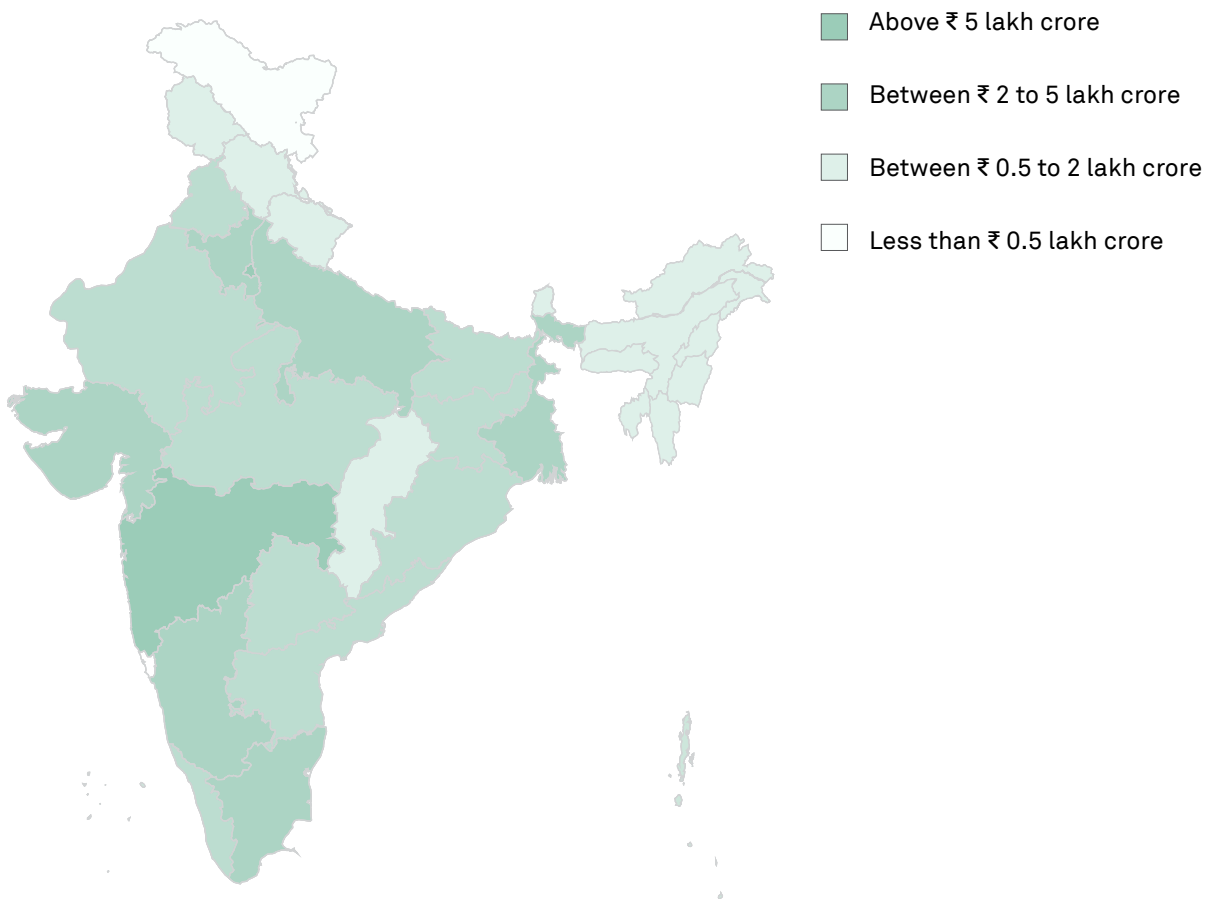 Above ₹ 5 lakh crore
Between ₹ 2 to 5 lakh crore
Between ₹ 0.5 to 2 lakh crore
Less than ₹ 0.5 lakh crore